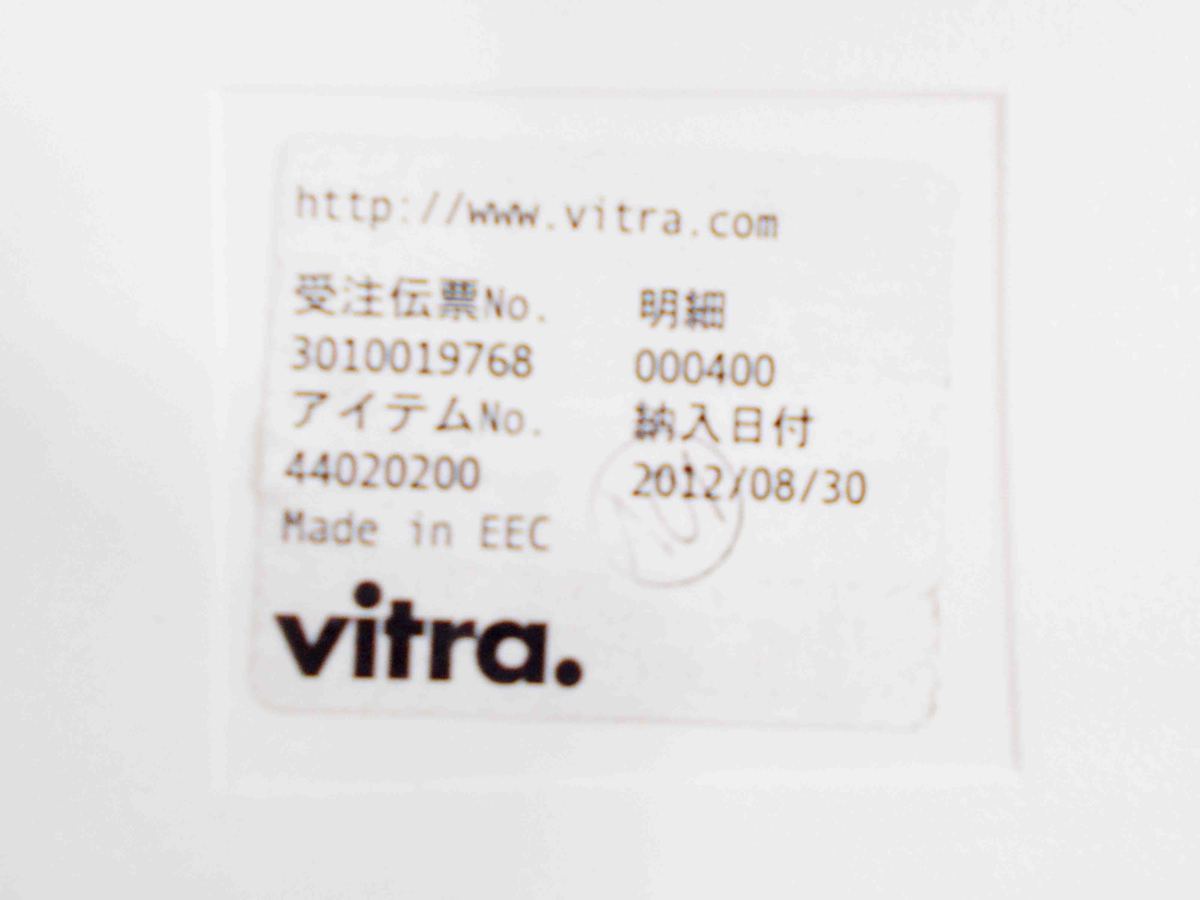 http://www.vitra.com
受注伝票No. 明細
3010019768 000400
アイテムNo. 納入日付
44020200 2012/08/30
Made in EEC
vitra.